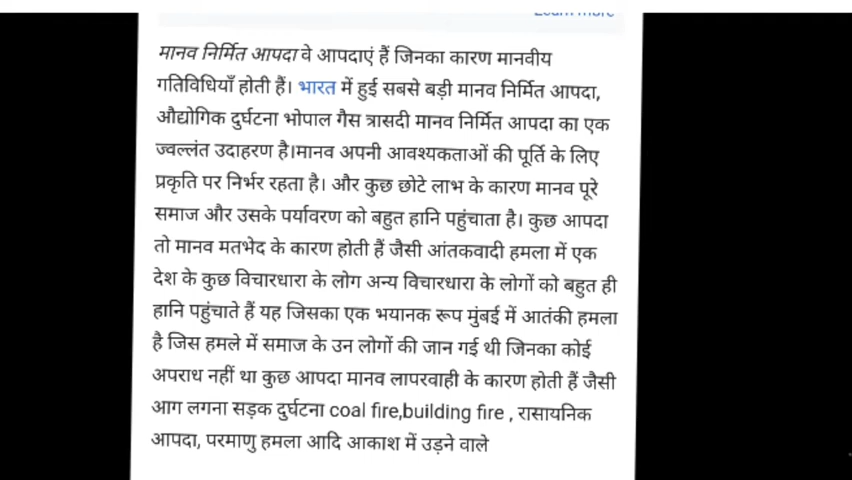 Learn more
मानव निर्मित आपदा वे आपदाएं हैं जिनका कारण मानवीय
गतिविधियाँ होती हैं। भारत में हुई सबसे बड़ी मानव निर्मित आपदा,
औद्योगिक दुर्घटना भोपाल गैस त्रासदी मानव निर्मित आपदा का एक
ज्वल्लंत उदाहरण है।मानव अपनी आवश्यकताओं की पूर्ति के लिए
प्रकृति पर निर्भर रहता है। और कुछ छोटे लाभ के कारण मानव पूरे
समाज और उसके पर्यावरण को बहुत हानि पहुंचाता है। कुछ आपदा
तो मानव मतभेद के कारण होती हैं जैसी आंतकवादी हमला में एक
देश के कुछ विचारधारा के लोग अन्य विचारधारा के लोगों को बहुत ही
हानि पहुंचाते हैं यह जिसका एक भयानक रूप मुंबई में आतंकी हमला
है जिस हमले में समाज के उन लोगों की जान गई थी जिनका कोई
अपराध नहीं था कुछ आपदा मानव लापरवाही के कारण होती हैं जैसी
आग लगना सड़क दुर्घटना coal fire,building fire , रासायनिक
आपदा, परमाणु हमला आदि आकाश में उड़ने वाले